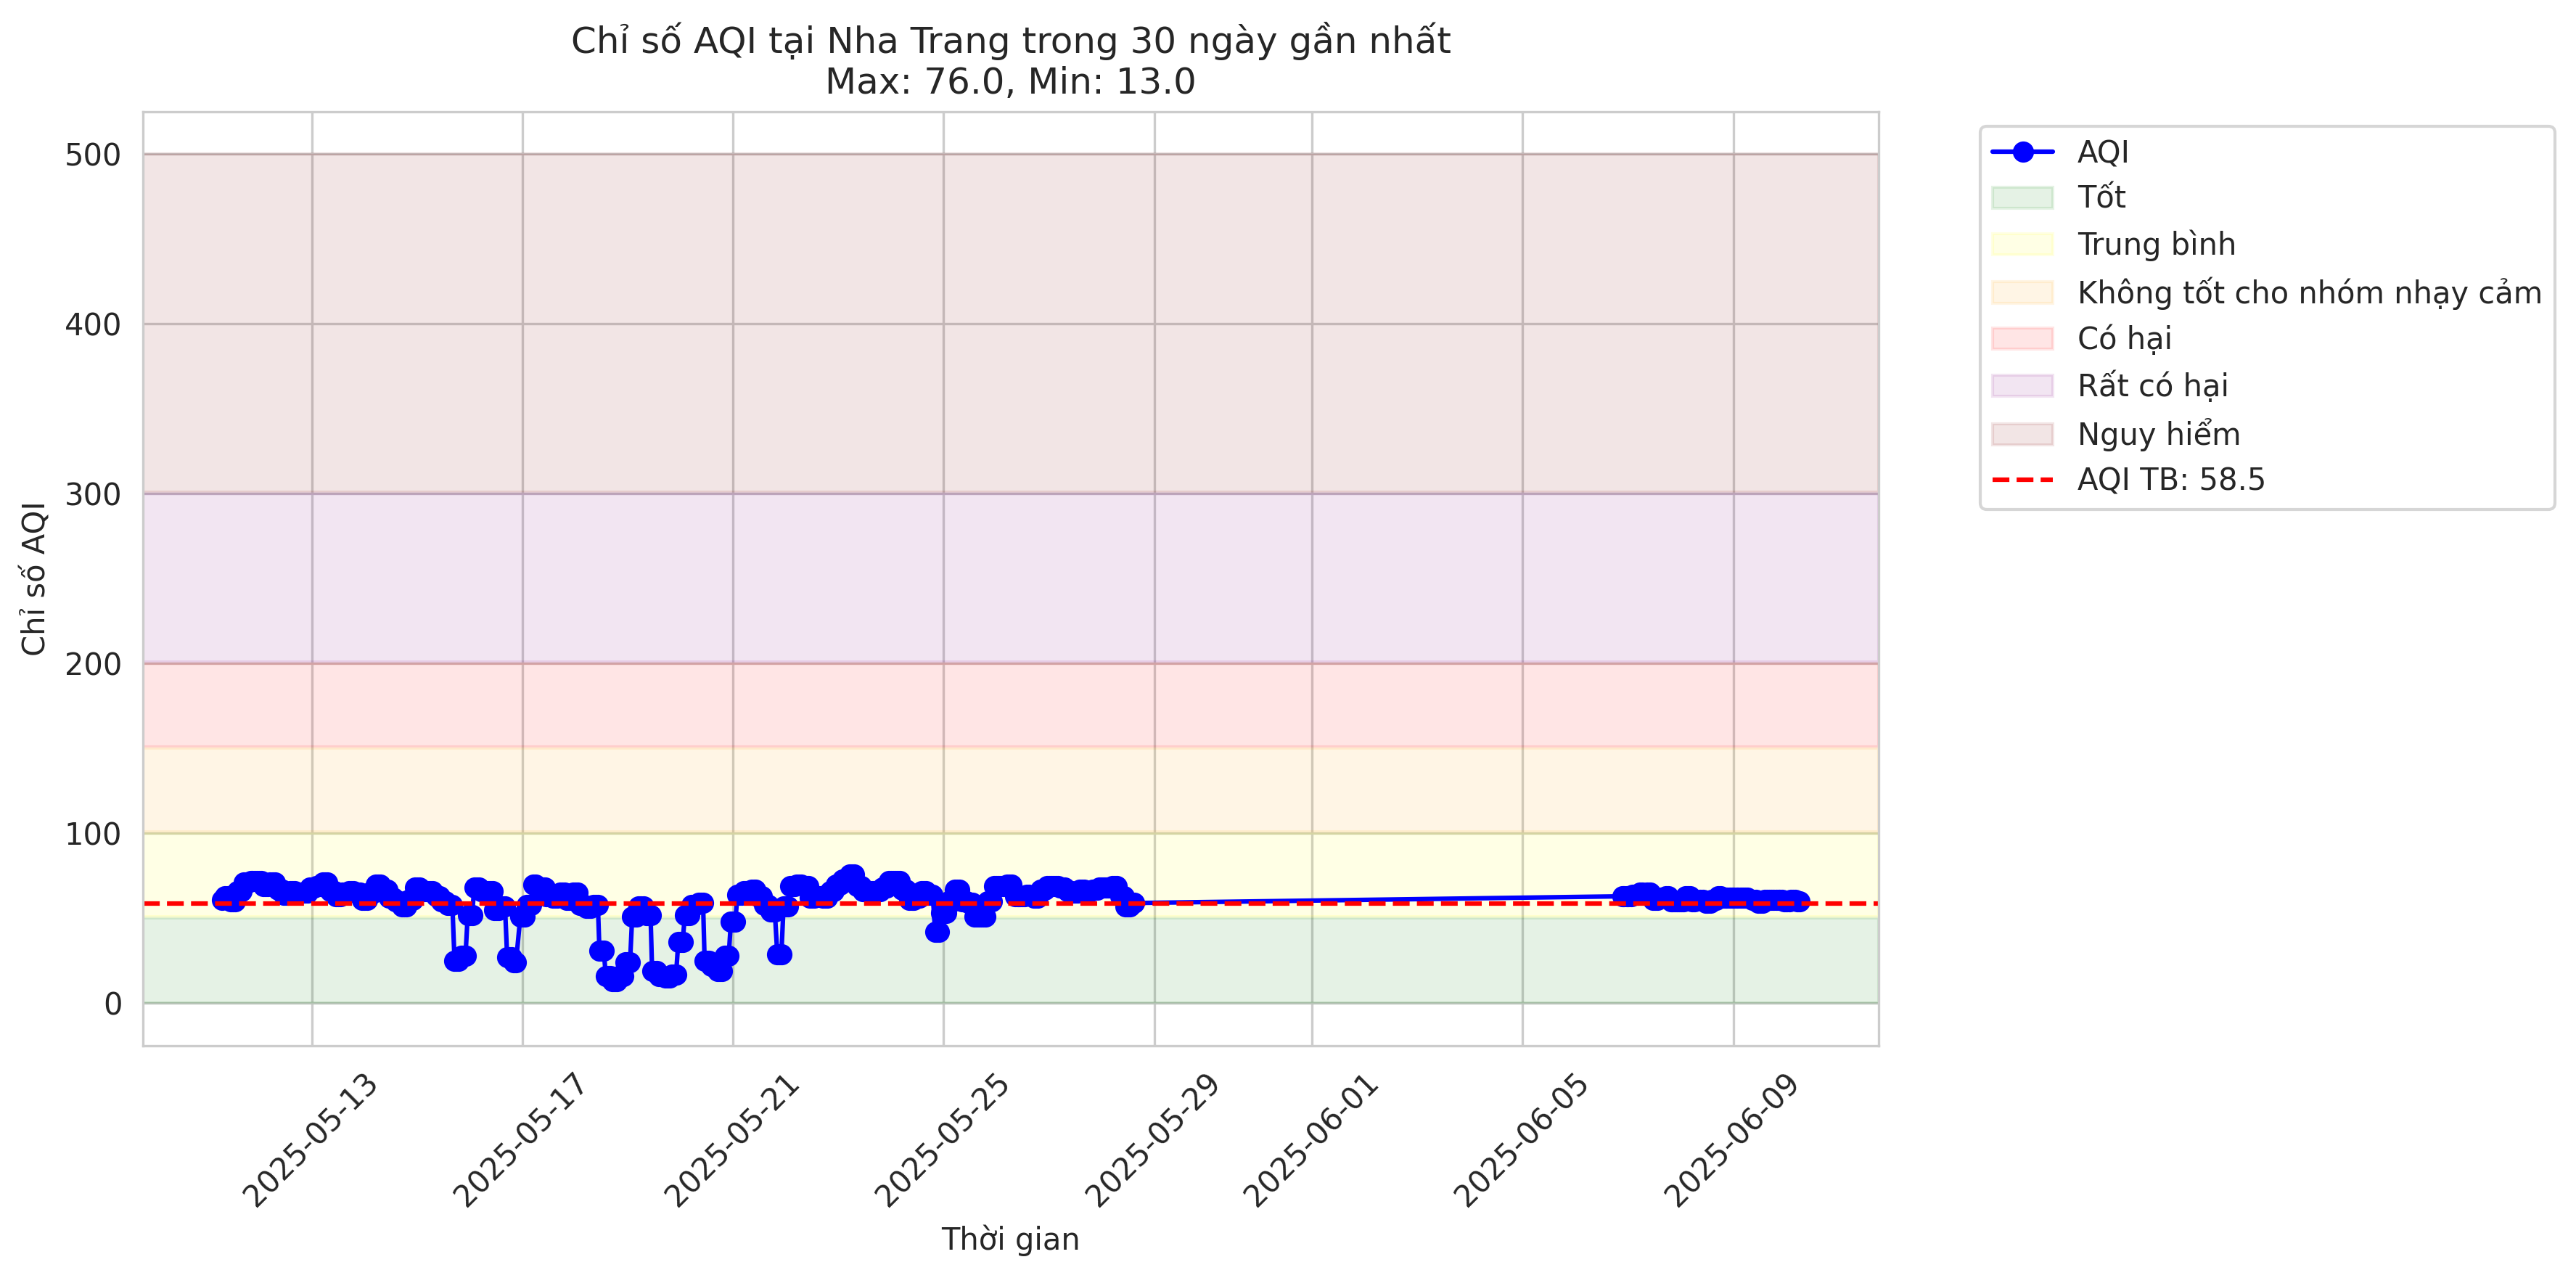 Chỉ số AQI tại Nha Trang trong 30 ngày gần nhất
Max: 76.0, Min: 13.0
Chỉ số AQI
500
400
300
200
100
0
2025-05-13
2025-05-17
2025-05-21
2025-05-25
2025-05-29
2025-06-01
2025-06-05
2025-06-09
Thời gian
AQI
Tốt
Trung bình
Không tốt cho nhóm nhạy cảm
Có hại
Rất có hại
Nguy hiểm
AQI TB: 58.5